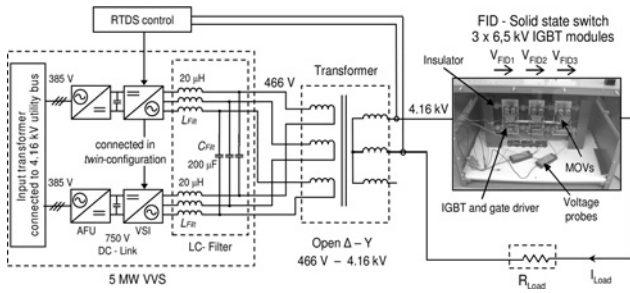 RTDS control
FID - Solid state switch
3 x 6,5 kV IGBT modules
VFID1 VFID2 VFID3
Insulator
385 V
20 µH
LFilt
466 V
Transformer
4.16 kV
Input transformer
connected to 4.16 kV utility bus
connected in
twin-configuration
CFilt
200 µF
MOVs
IGBT and gate driver
Voltage
probes
385 V
20 µH
LFilt
AFU
750 V
DC - Link
VSI
LC- Filter
Open Δ – Y
466 V – 4.16 kV
5 MW VVS
RLoad
ILoad